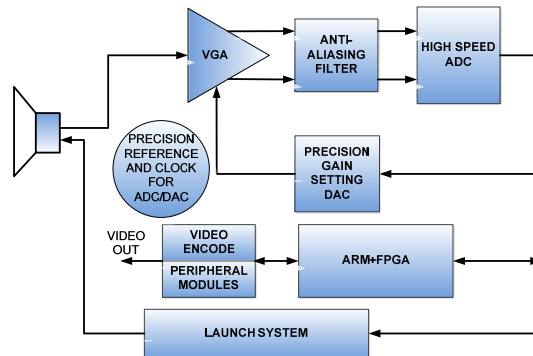 VGA
ANTI-
ALIASING
FILTER
HIGH SPEED
ADC
PRECISION
REFERENCE
AND CLOCK
FOR
ADC/DAC
PRECISION
GAIN
SETTING
DAC
VIDEO
OUT
VIDEO ENCODE
PERIPHERAL
MODULES
ARM+FPGA
LAUNCH SYSTEM